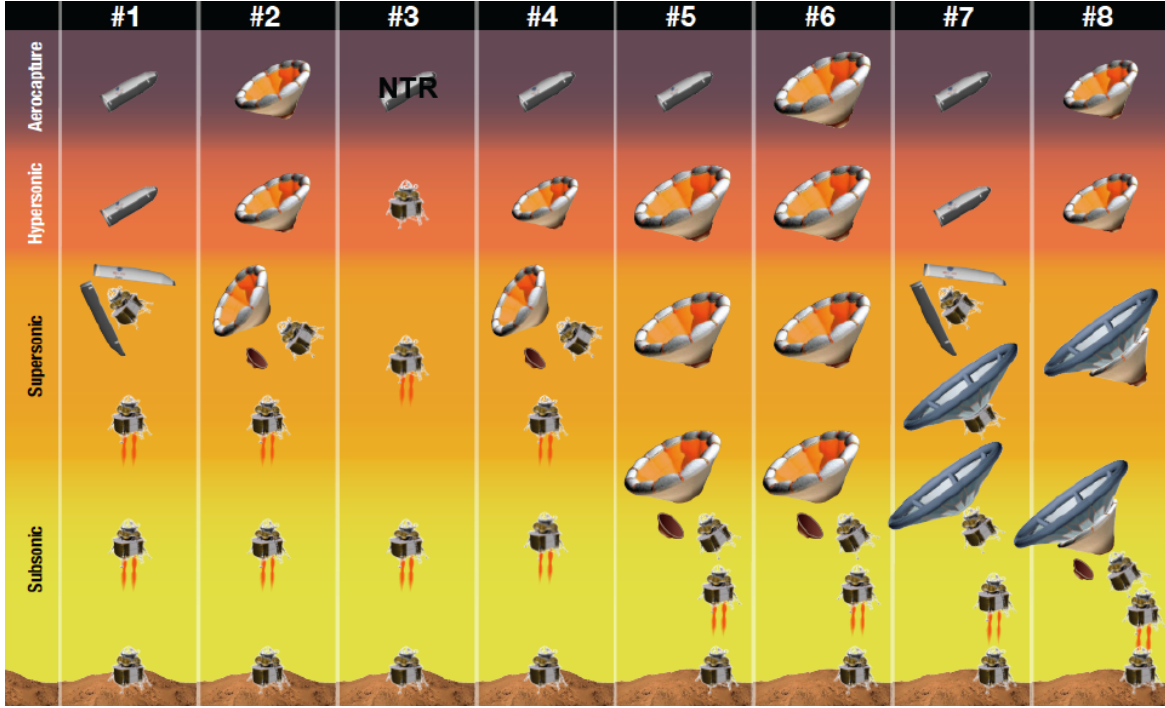 #1 #2 #3 #4 #5 #6 #7 #8
Aerocapture
NTR
Hypersonic
Supersonic
Subsonic